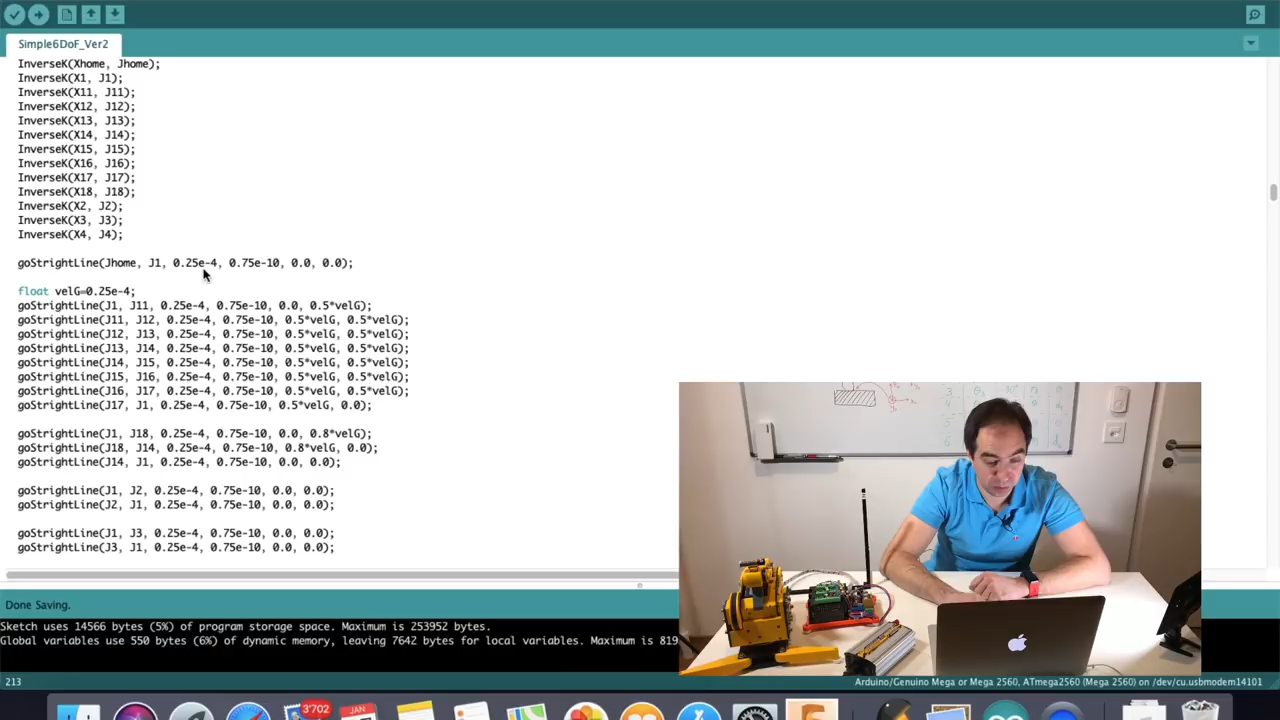 Simple6DoF_Ver2
InverseK(Xhome, Jhome);
InverseK(X1, J1);
InverseK(X11, J11);
InverseK(X12, J12);
InverseK(X13, J13);
InverseK(X14, J14);
InverseK(X15, J15);
InverseK(X16, J16);
InverseK(X17, J17);
InverseK(X18, J18);
InverseK(X2, J2);
InverseK(X3, J3);
InverseK(X4, J4);
goStrightLine(Jhome, J1, 0.25e-4, 0.75e-10, 0.0, 0.0);
float velG=0.25e-4;
goStrightLine(J1, J11, 0.25e-4, 0.75e-10, 0.0, 0.5*velG);
goStrightLine(J11, J12, 0.25e-4, 0.75e-10, 0.5*velG, 0.5*velG);
goStrightLine(J12, J13, 0.25e-4, 0.75e-10, 0.5*velG, 0.5*velG);
goStrightLine(J13, J14, 0.25e-4, 0.75e-10, 0.5*velG, 0.5*velG);
goStrightLine(J14, J15, 0.25e-4, 0.75e-10, 0.5*velG, 0.5*velG);
goStrightLine(J15, J16, 0.25e-4, 0.75e-10, 0.5*velG, 0.5*velG);
goStrightLine(J16, J17, 0.25e-4, 0.75e-10, 0.5*velG, 0.5*velG);
goStrightLine(J17, J1, 0.25e-4, 0.75e-10, 0.5*velG, 0.0);
goStrightLine(J1, J18, 0.25e-4, 0.75e-10, 0.0, 0.8*velG);
goStrightLine(J18, J14, 0.25e-4, 0.75e-10, 0.8*velG, 0.0);
goStrightLine(J14, J1, 0.25e-4, 0.75e-10, 0.0, 0.0);
goStrightLine(J1, J2, 0.25e-4, 0.75e-10, 0.0, 0.0);
goStrightLine(J2, J1, 0.25e-4, 0.75e-10, 0.0, 0.0);
goStrightLine(J1, J3, 0.25e-4, 0.75e-10, 0.0, 0.0);
goStrightLine(J3, J1, 0.25e-4, 0.75e-10, 0.0, 0.0);
Done Saving.
Sketch uses 14566 bytes (5%) of program storage space. Maximum is 253952 bytes.
Global variables use 550 bytes (6%) of dynamic memory, leaving 7642 bytes for local variables. Maximum is 819
213
Arduino/Genuino Mega or Mega 2560, ATmega2560 (Mega 2560) on /dev/cu.usbmodem14101
3'702
JAN